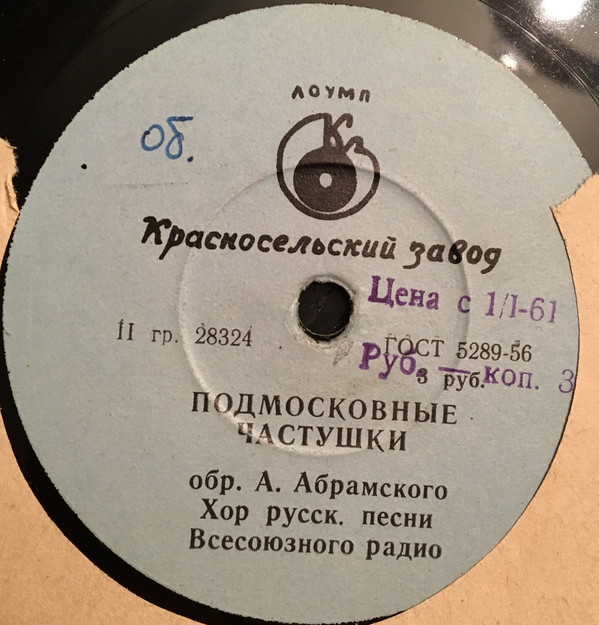 ЛОУМП
об.
Красносельский завод
Цена с 1/I-61
II гр. 28324
ГОСТ 5289-56
Руб. — коп. 3
3 руб.
ПОДМОСКОВНЫЕ
ЧАСТУШКИ
обр. А. Абрамского
Хор русск. песни
Всесоюзного радио